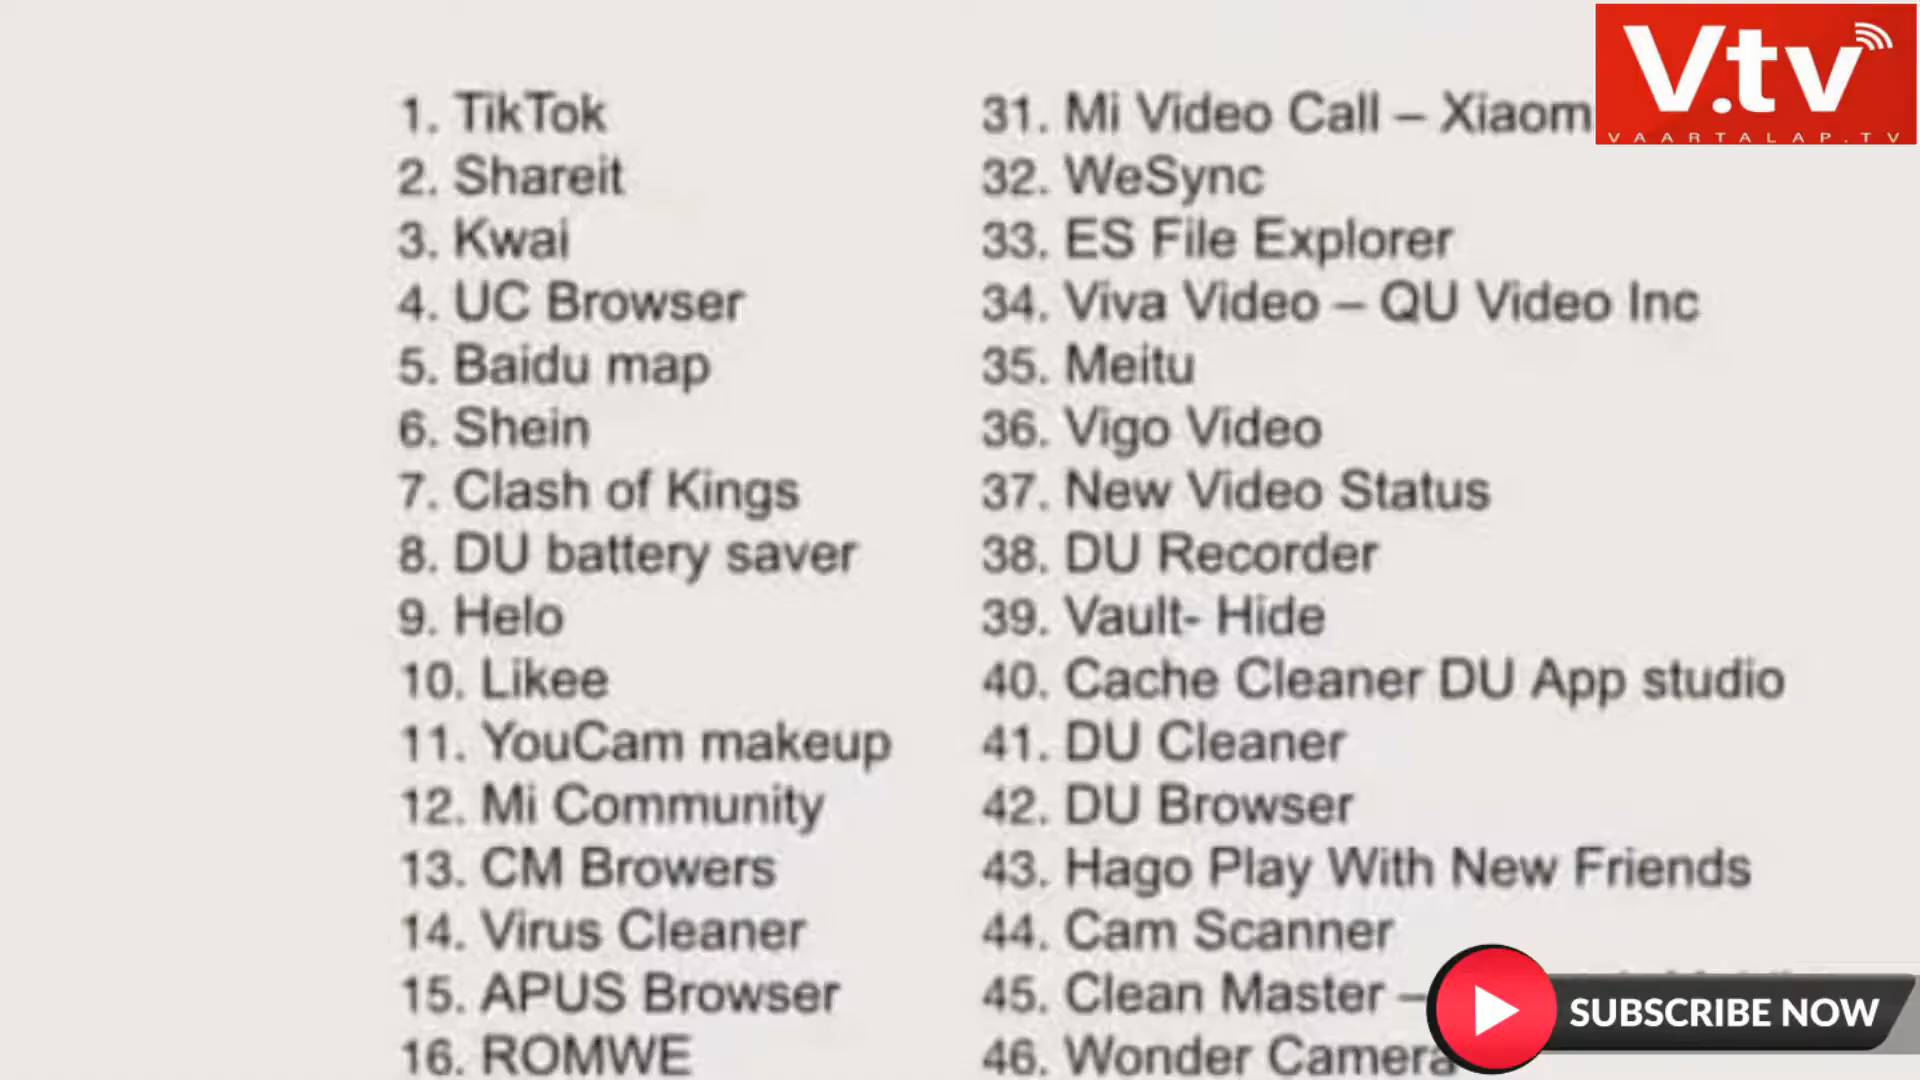 1. TikTok
2. Shareit
3. Kwai
4. UC Browser
5. Baidu map
6. Shein
7. Clash of Kings
8. DU battery saver
9. Helo
10. Likee
11. YouCam makeup
12. Mi Community
13. CM Browers
14. Virus Cleaner
15. APUS Browser
16. ROMWE
31. Mi Video Call – Xiaom
32. WeSync
33. ES File Explorer
34. Viva Video – QU Video Inc
35. Meitu
36. Vigo Video
37. New Video Status
38. DU Recorder
39. Vault- Hide
40. Cache Cleaner DU App studio
41. DU Cleaner
42. DU Browser
43. Hago Play With New Friends
44. Cam Scanner
45. Clean Master –
46. Wonder Camera
V.tv
VAARTALAP.TV
SUBSCRIBE NOW